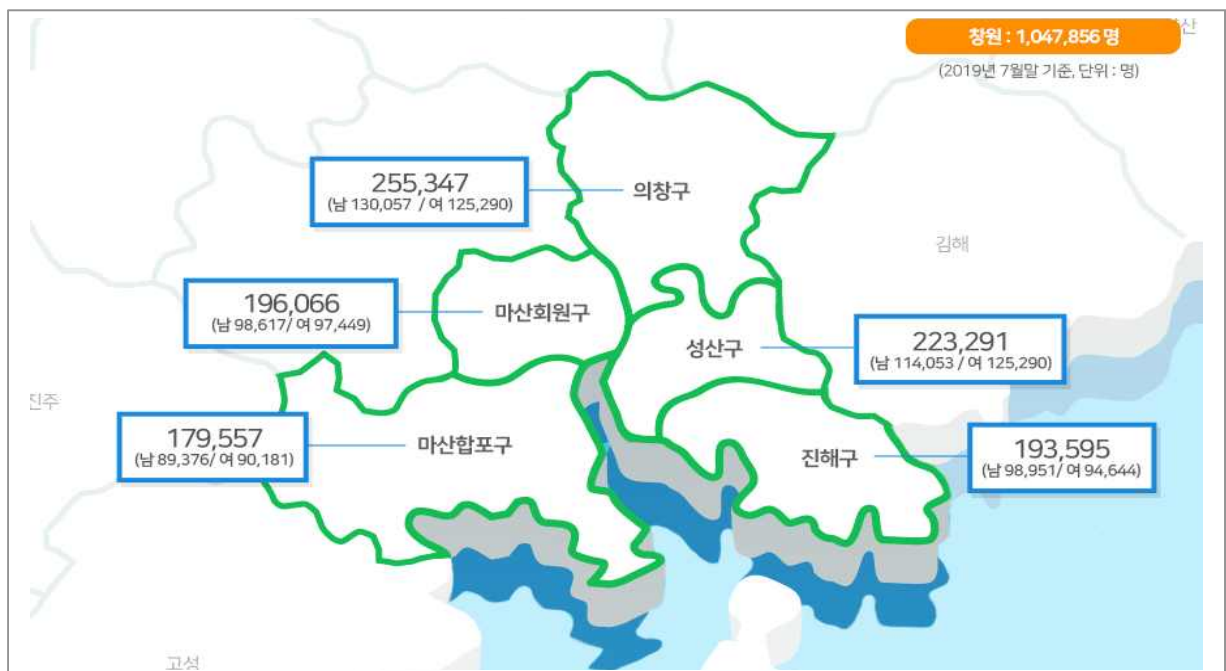 창원 : 1,047,856 명
(2019년 7월말 기준, 단위 : 명)
255,347
(남 130,057 / 여 125,290)
의창구
김해
196,066
(남 98,617/ 여 97,449)
마산회원구
성산구
223,291
(남 114,053 / 여 125,290)
진주
179,557
(남 89,376/ 여 90,181)
마산합포구
진해구
193,595
(남 98,951/ 여 94,644)
고성